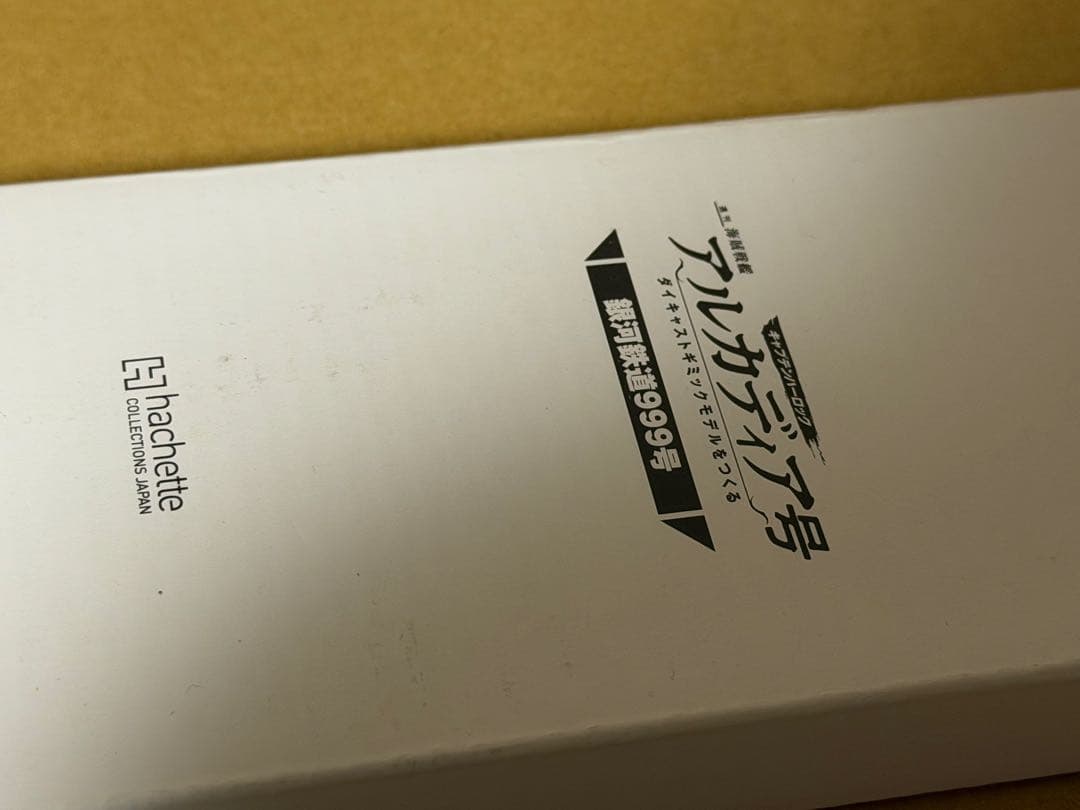 キャプテンハーロック
週刊 海賊戦艦
アルカディア号
ダイキャストギミックモデルをつくる
銀河鉄道999号
hachette
COLLECTIONS JAPAN